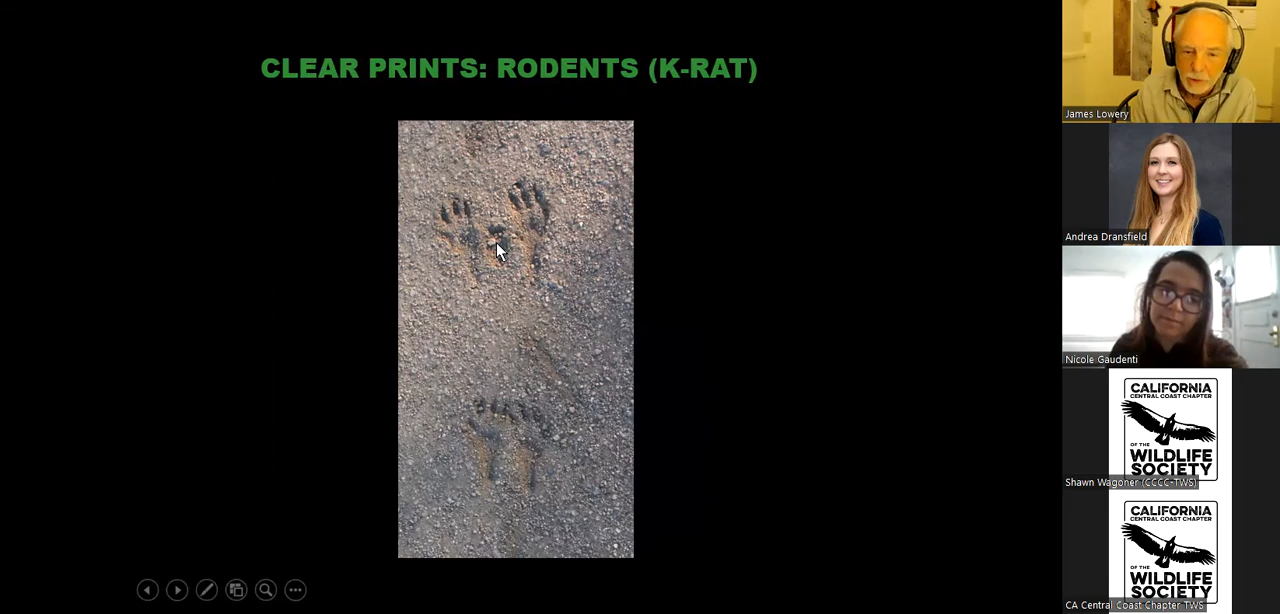 CLEAR PRINTS: RODENTS (K-RAT)
James Lowery
Andrea Dransfield
Nicole Gaudenti
CALIFORNIA
CENTRAL COAST CHAPTER
OF THE
WILDLIFE
SOCIETY
Shawn Wagoner (CCCC-TWS)
CALIFORNIA
CENTRAL COAST CHAPTER
OF THE
WILDLIFE
SOCIETY
CA Central Coast Chapter TWS